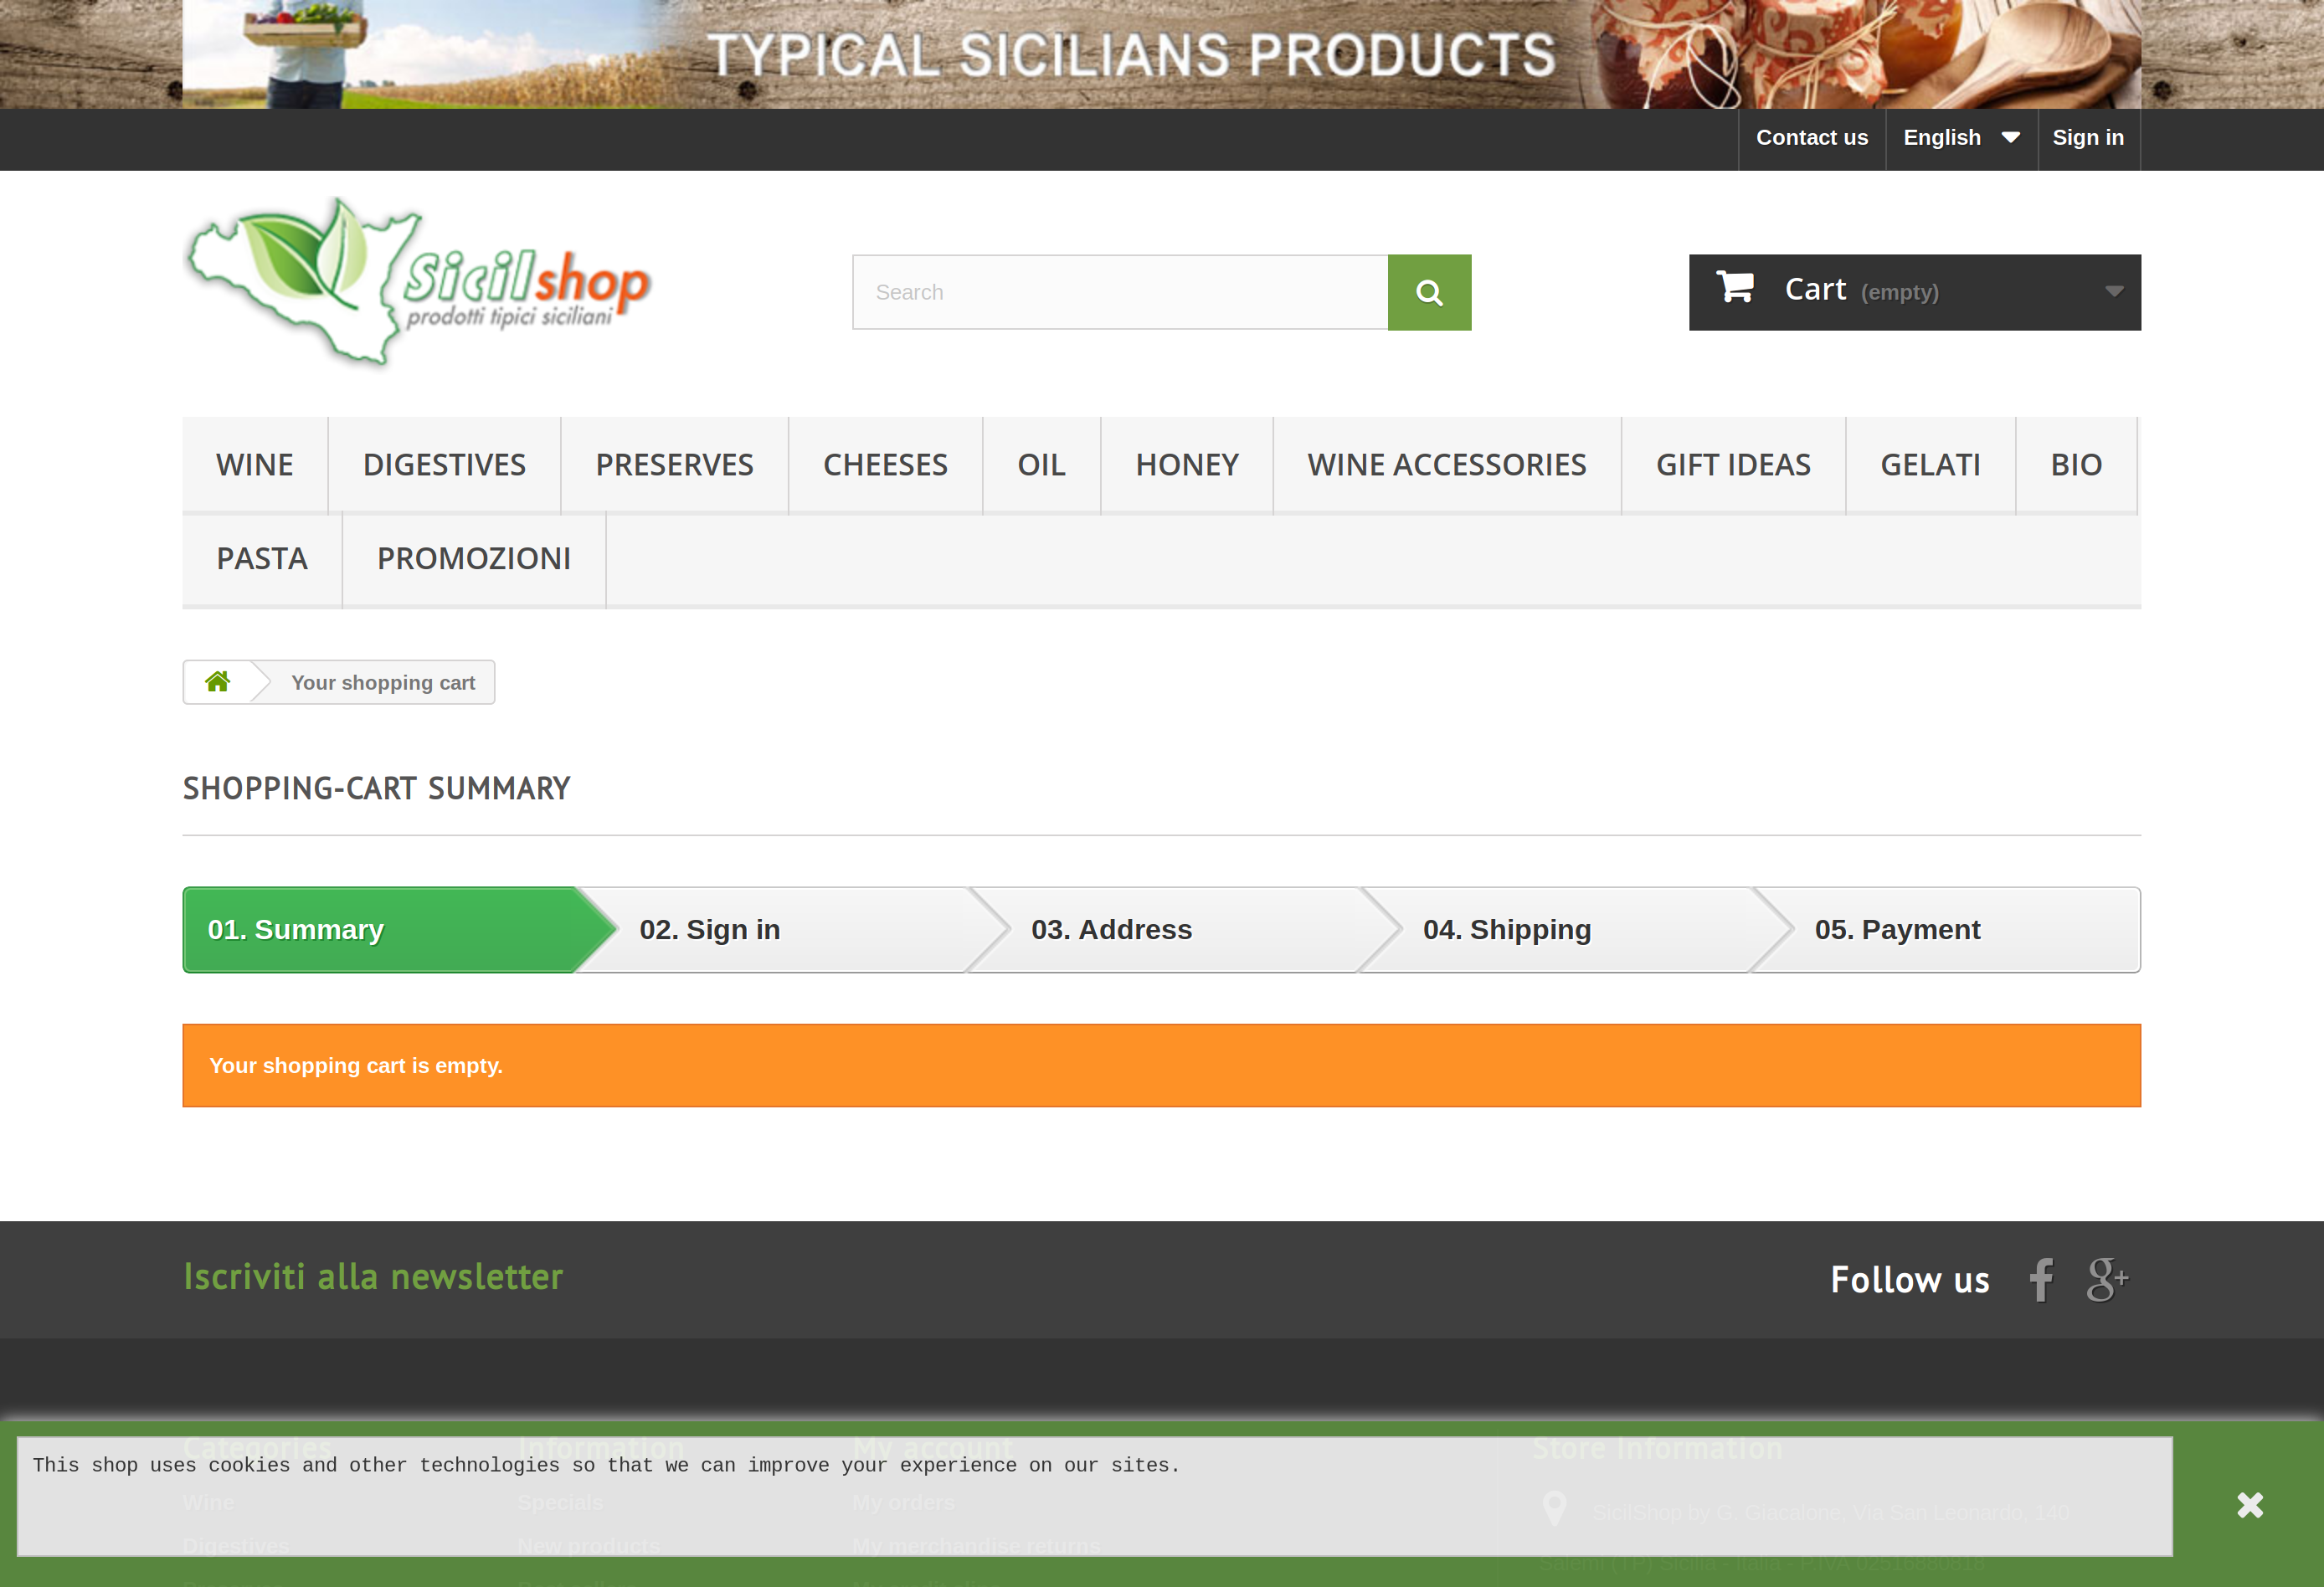 TYPICAL SICILIANS PRODUCTS
Contact us English Sign in
Sicilshop
prodotti tipici siciliani
Search
Cart (empty)
WINE DIGESTIVES PRESERVES CHEESES OIL HONEY WINE ACCESSORIES GIFT IDEAS GELATI BIO
PASTA PROMOZIONI
Your shopping cart
SHOPPING-CART SUMMARY
01. Summary 02. Sign in 03. Address 04. Shipping 05. Payment
Your shopping cart is empty.
Iscriviti alla newsletter
Follow us
Categories Information My account Store Information
This shop uses cookies and other technologies so that we can improve your experience on our sites.
Wine Specials My orders
SicilShop by G. Giacalone, Via San Leonardo, 140
Digestives New products My merchandise returns
Salemi (TP) Sicilia - Italia - P.IVA